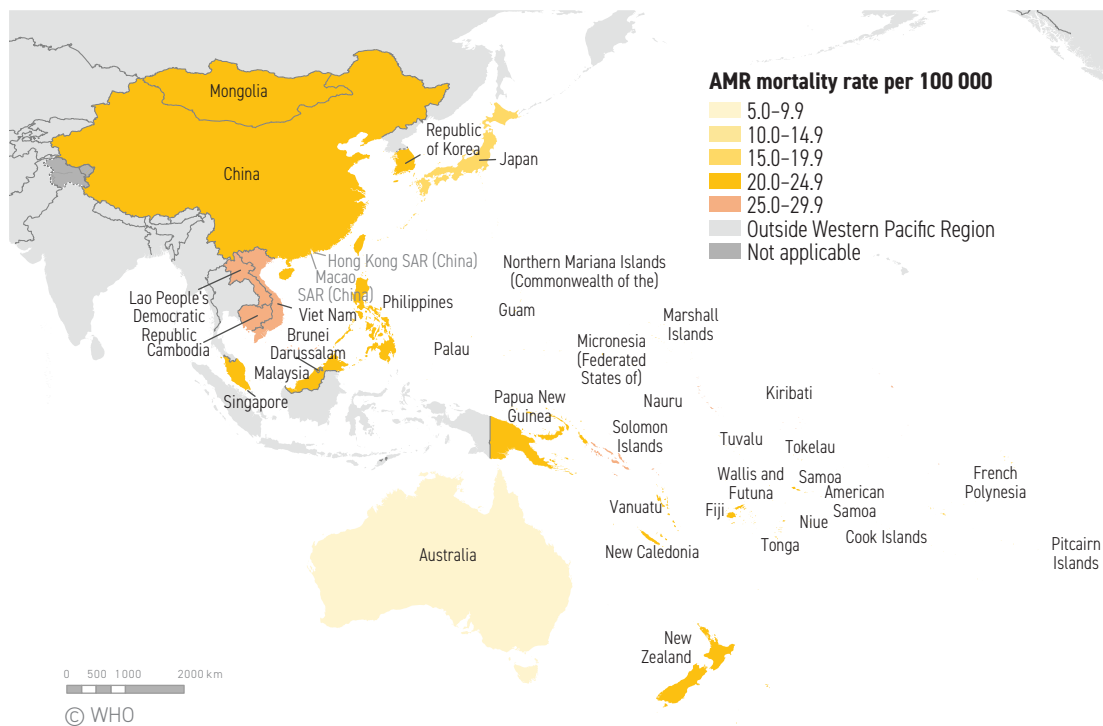 AMR mortality rate per 100 000
5.0–9.9
10.0–14.9
15.0–19.9
20.0–24.9
25.0–29.9
Outside Western Pacific Region
Not applicable
Mongolia
Republic
of Korea
Japan
China
Hong Kong SAR (China)
Macao
SAR (China)
Lao People's
Democratic
Republic
Cambodia
Viet Nam
Philippines
Brunei
Darussalam
Malaysia
Singapore
Northern Mariana Islands
(Commonwealth of the)
Guam
Marshall
Islands
Palau
Micronesia
(Federated
States of)
Kiribati
Nauru
Papua New
Guinea
Solomon
Islands
Tuvalu
Tokelau
Wallis and
Futuna
Samoa
American
Samoa
French
Polynesia
Vanuatu
Fiji
Niue
Cook Islands
Tonga
New Caledonia
Pitcairn
Islands
Australia
New
Zealand
0 500 1000 2000 km
© WHO